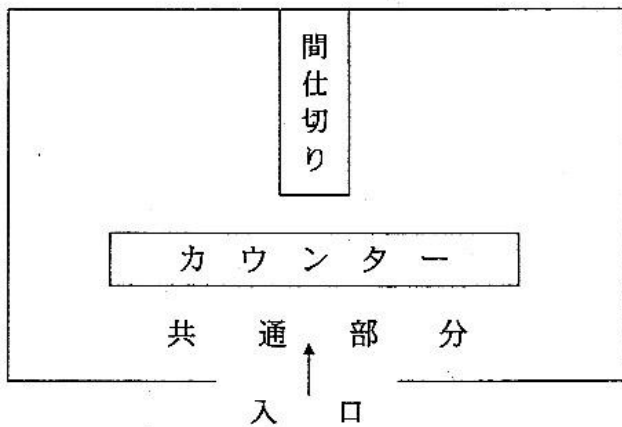 間仕切り
カウンター
共通部分
入口